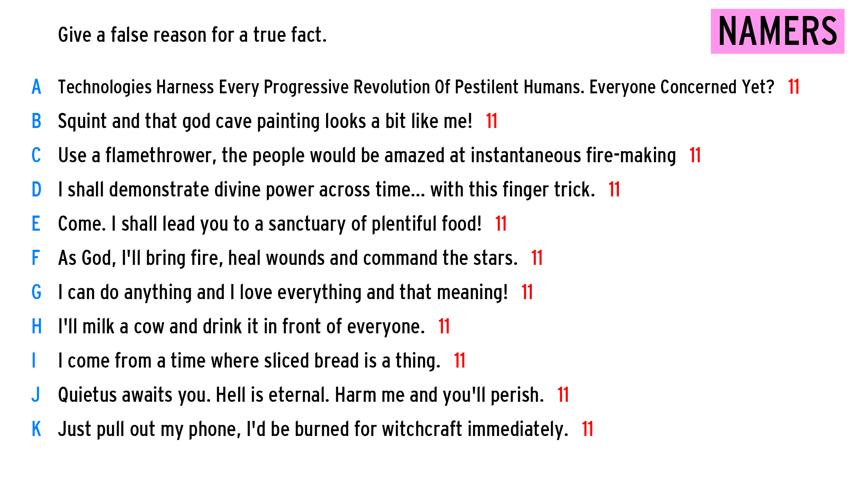 Give a false reason for a true fact.
NAMERS
A Technologies Harness Every Progressive Revolution Of Pestilent Humans. Everyone Concerned Yet? 11
B Squint and that god cave painting looks a bit like me! 11
C Use a flamethrower, the people would be amazed at instantaneous fire-making 11
D I shall demonstrate divine power across time... with this finger trick. 11
E Come. I shall lead you to a sanctuary of plentiful food! 11
F As God, I'll bring fire, heal wounds and command the stars. 11
G I can do anything and I love everything and that meaning! 11
H I'll milk a cow and drink it in front of everyone. 11
I I come from a time where sliced bread is a thing. 11
J Quietus awaits you. Hell is eternal. Harm me and you'll perish. 11
K Just pull out my phone, I'd be burned for witchcraft immediately. 11